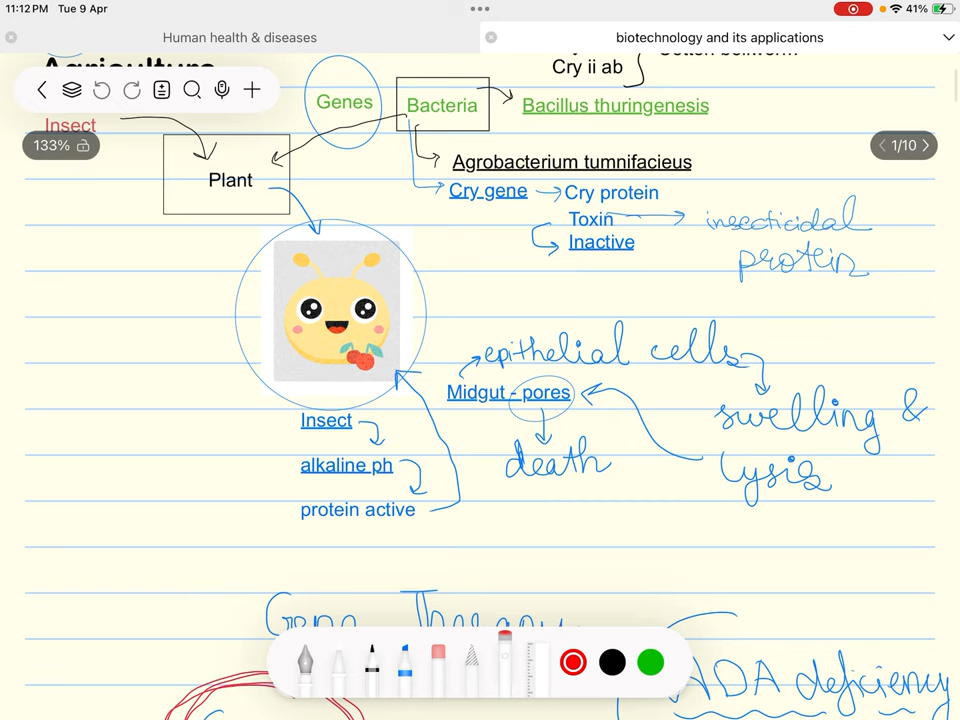 11:12 PM Tue 9 Apr
41%
Human health & diseases
biotechnology and its applications
Agriculture
Cry ii ab
Genes
Bacteria
Bacillus thuringenesis
Insect
133%
1/10
Plant
Agrobacterium tumnifacieus
Cry gene
Cry protein
Toxin
insecticidal
protein
Inactive
epithelial cells
Midgut - pores
swelling &
lysis
death
Insect
alkaline ph
protein active
Gene Therapy
ADA deficiency